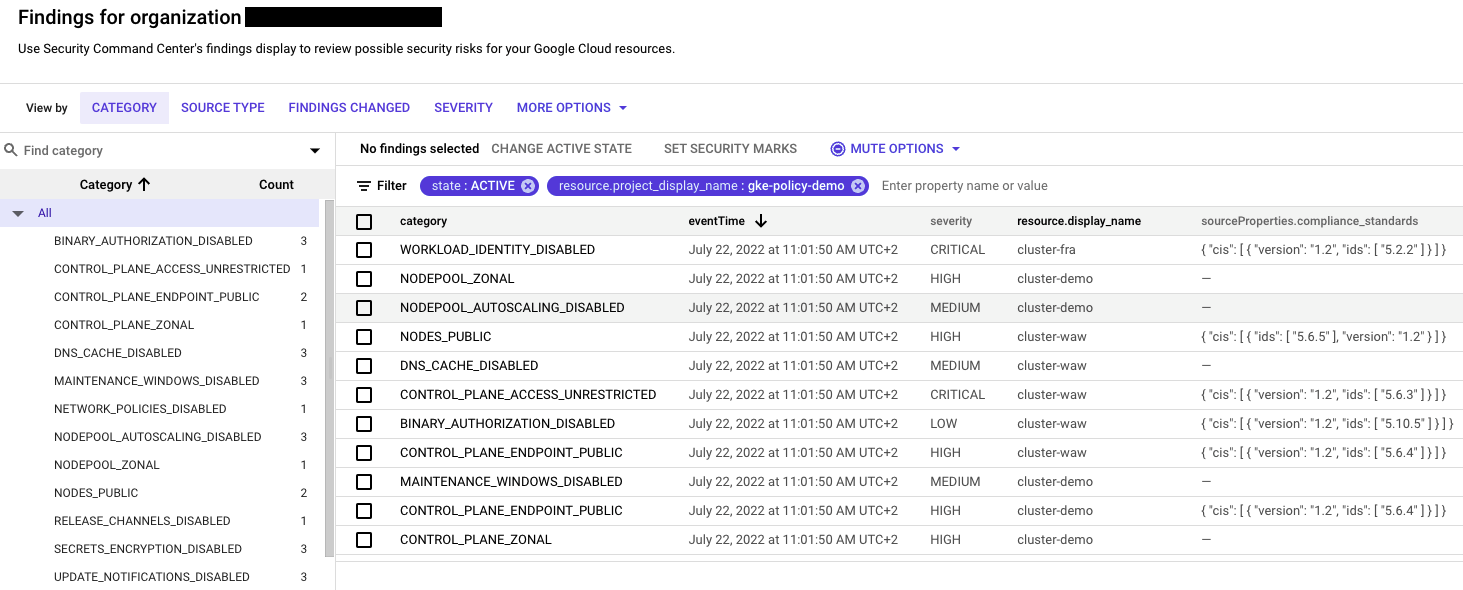 Findings for organization
Use Security Command Center's findings display to review possible security risks for your Google Cloud resources.
View by CATEGORY SOURCE TYPE FINDINGS CHANGED SEVERITY MORE OPTIONS
Find category
Category Count
All
BINARY_AUTHORIZATION_DISABLED 3
CONTROL_PLANE_ACCESS_UNRESTRICTED 1
CONTROL_PLANE_ENDPOINT_PUBLIC 2
CONTROL_PLANE_ZONAL 1
DNS_CACHE_DISABLED 3
MAINTENANCE_WINDOWS_DISABLED 3
NETWORK_POLICIES_DISABLED 1
NODEPOOL_AUTOSCALING_DISABLED 3
NODEPOOL_ZONAL 1
NODES_PUBLIC 2
RELEASE_CHANNELS_DISABLED 1
SECRETS_ENCRYPTION_DISABLED 3
UPDATE_NOTIFICATIONS_DISABLED 3
No findings selected CHANGE ACTIVE STATE SET SECURITY MARKS MUTE OPTIONS
Filter state : ACTIVE resource.project_display_name : gke-policy-demo Enter property name or value
category eventTime severity resource.display_name sourceProperties.compliance_standards
WORKLOAD_IDENTITY_DISABLED July 22, 2022 at 11:01:50 AM UTC+2 CRITICAL cluster-fra { "cis": [ { "version": "1.2", "ids": [ "5.2.2" ] } ] }
NODEPOOL_ZONAL July 22, 2022 at 11:01:50 AM UTC+2 HIGH cluster-demo —
NODEPOOL_AUTOSCALING_DISABLED July 22, 2022 at 11:01:50 AM UTC+2 MEDIUM cluster-demo —
NODES_PUBLIC July 22, 2022 at 11:01:50 AM UTC+2 HIGH cluster-waw { "cis": [ { "ids": [ "5.6.5" ], "version": "1.2" } ] }
DNS_CACHE_DISABLED July 22, 2022 at 11:01:50 AM UTC+2 MEDIUM cluster-waw —
CONTROL_PLANE_ACCESS_UNRESTRICTED July 22, 2022 at 11:01:50 AM UTC+2 CRITICAL cluster-waw { "cis": [ { "version": "1.2", "ids": [ "5.6.3" ] } ] }
BINARY_AUTHORIZATION_DISABLED July 22, 2022 at 11:01:50 AM UTC+2 LOW cluster-waw { "cis": [ { "version": "1.2", "ids": [ "5.10.5" ] } ] }
CONTROL_PLANE_ENDPOINT_PUBLIC July 22, 2022 at 11:01:50 AM UTC+2 HIGH cluster-waw { "cis": [ { "version": "1.2", "ids": [ "5.6.4" ] } ] }
MAINTENANCE_WINDOWS_DISABLED July 22, 2022 at 11:01:50 AM UTC+2 MEDIUM cluster-demo —
CONTROL_PLANE_ENDPOINT_PUBLIC July 22, 2022 at 11:01:50 AM UTC+2 HIGH cluster-demo { "cis": [ { "version": "1.2", "ids": [ "5.6.4" ] } ] }
CONTROL_PLANE_ZONAL July 22, 2022 at 11:01:50 AM UTC+2 HIGH cluster-demo —